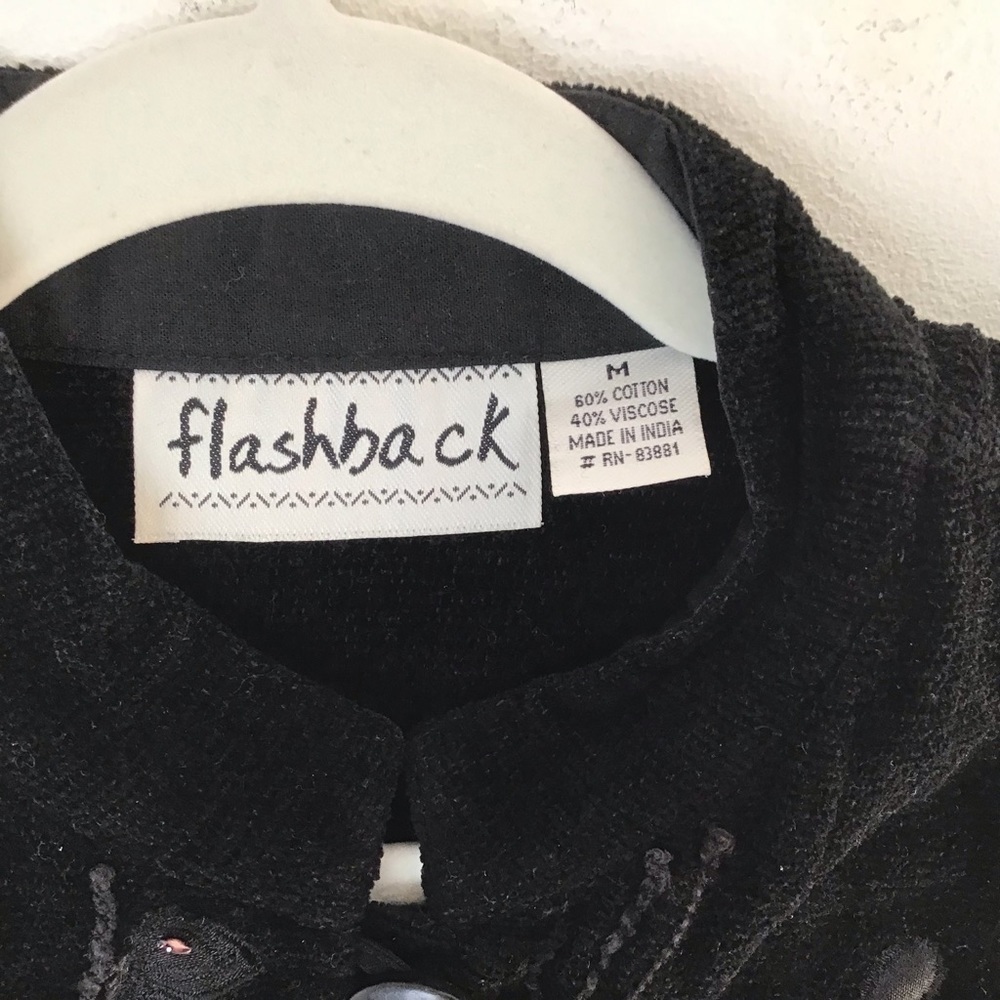 flashback
M
60% COTTON
40% VISCOSE
MADE IN INDIA
# RN-83881